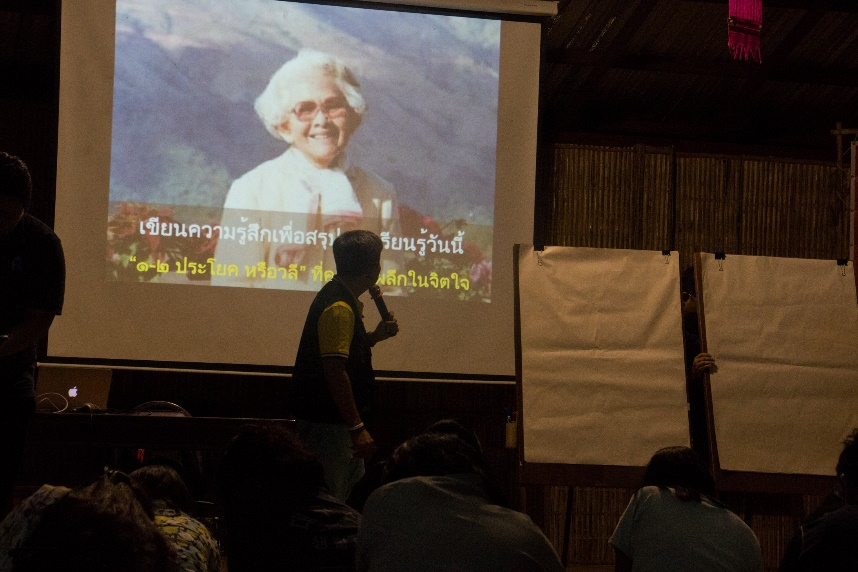 เขียนความรู้สึกเพื่อสรุป เรียนรู้วันนี้
“๑-๒ ประโยค หรือวลี” ที่ ลึกในจิตใจ